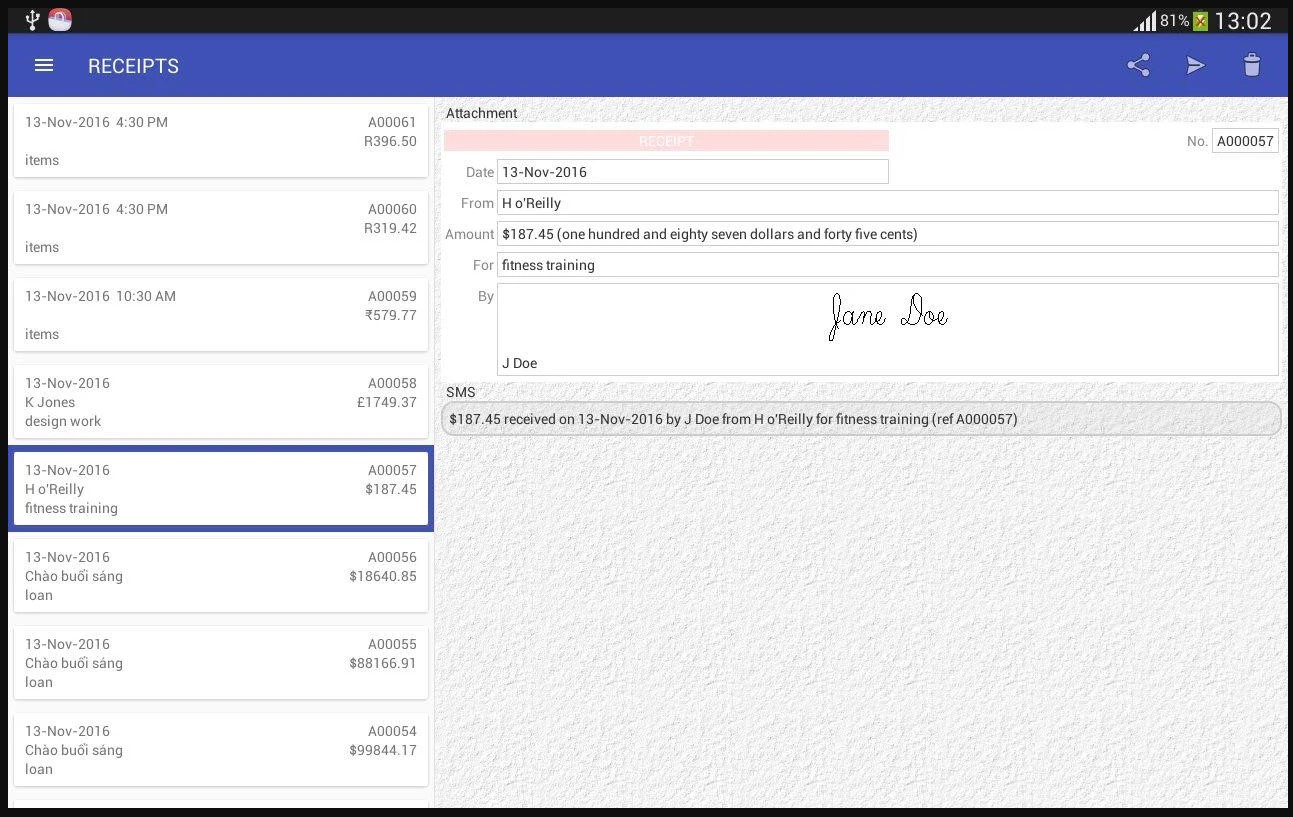 81% 13:02
RECEIPTS
13-Nov-2016 4:30 PM A00061
R396.50
items
13-Nov-2016 4:30 PM A00060
R319.42
items
13-Nov-2016 10:30 AM A00059
₹579.77
items
13-Nov-2016 A00058
K Jones £1749.37
design work
13-Nov-2016 A00057
H o'Reilly $187.45
fitness training
13-Nov-2016 A00056
Chào buổi sáng $18640.85
loan
13-Nov-2016 A00055
Chào buổi sáng $88166.91
loan
13-Nov-2016 A00054
Chào buổi sáng $99844.17
loan
Attachment
RECEIPT No. A000057
Date 13-Nov-2016
From H o'Reilly
Amount $187.45 (one hundred and eighty seven dollars and forty five cents)
For fitness training
By Jane Doe
J Doe
SMS
$187.45 received on 13-Nov-2016 by J Doe from H o'Reilly for fitness training (ref A000057)